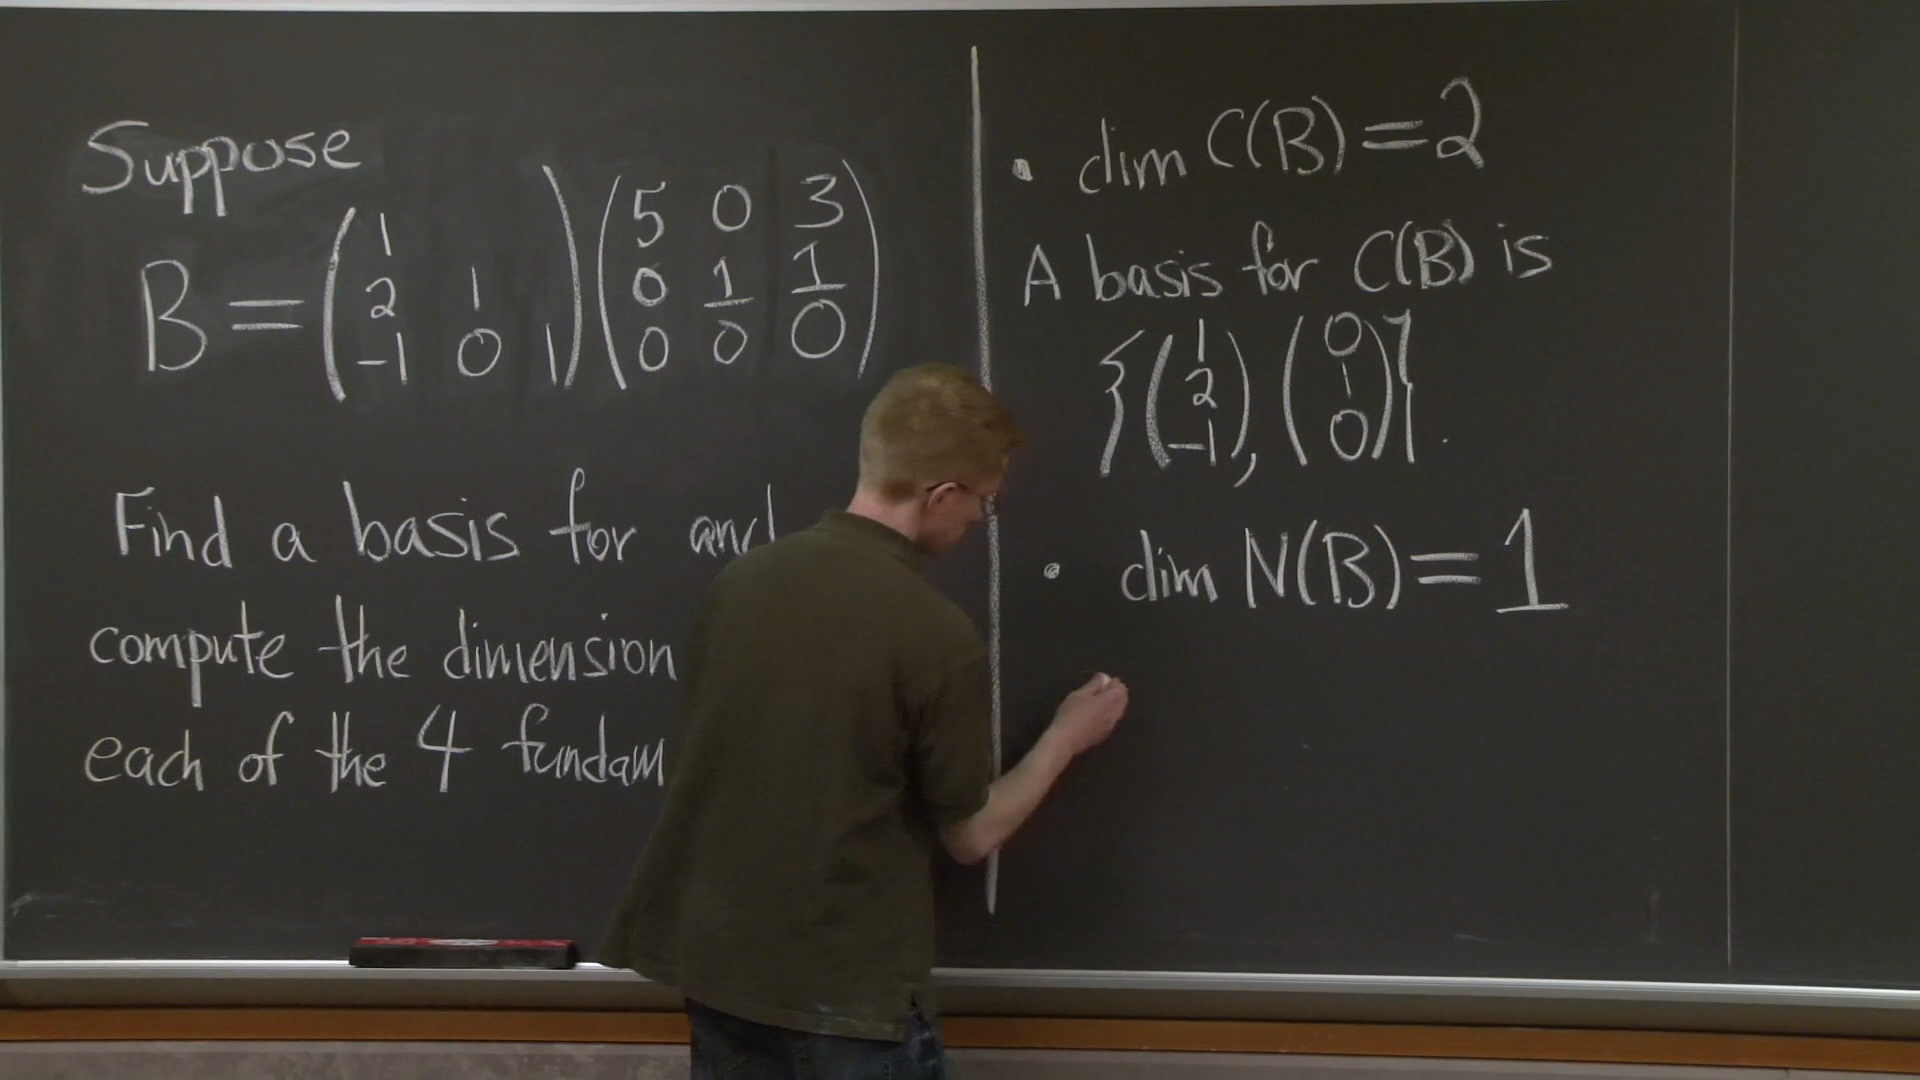 Suppose
B = ( 1
2 1
-1 0 1 ) ( 5 0 3
0 1 1
0 0 0 )
Find a basis for and
compute the dimension
each of the 4 fundam
• dim C(B) = 2
A basis for C(B) is
{ ( 1
2
-1 ), ( 0
1
0 ) }.
• dim N(B) = 1